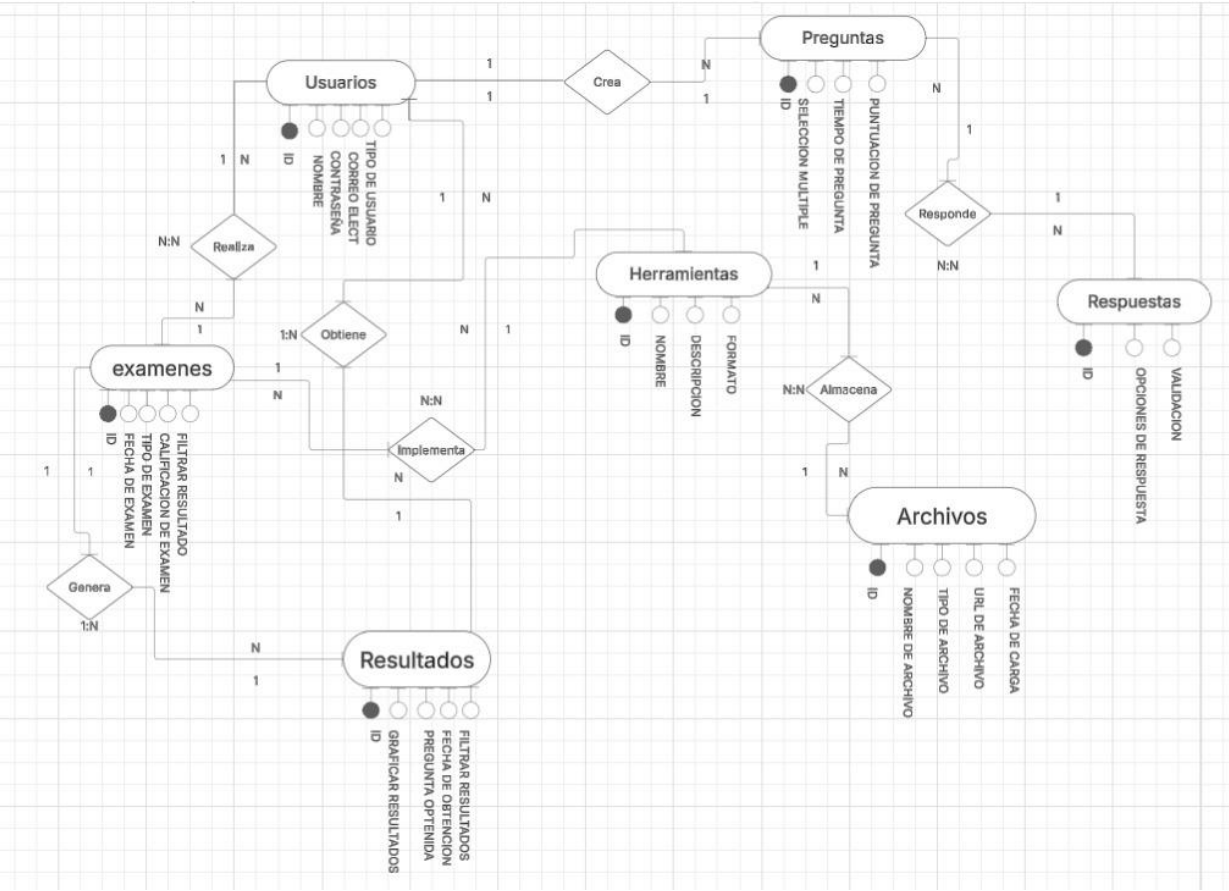 Preguntas
Usuarios
1
N
Crea
1
1
N
ID
SELECCION MULTIPLE
TIEMPO DE PREGUNTA
PUNTUACION DE PREGUNTA
1
ID
NOMBRE
CONTRASEÑA
CORREO ELECT
TIPO DE USUARIO
1 N
1
N
1
N
Responde
N:N
N:N
Realiza
Herramientas
1
N
Respuestas
N
1
1:N
Obtiene
N
1
ID
NOMBRE
DESCRIPCION
FORMATO
ID
OPCIONES DE RESPUESTA
VALIDACION
examenes
1
N
N:N
N:N
Almacena
ID
FECHA DE EXAMEN
TIPO DE EXAMEN
CALIFICACION DE EXAMEN
FILTRAR RESULTADO
Implementa
N
1
1
1
1 N
Archivos
Genera
1:N
ID
NOMBRE DE ARCHIVO
TIPO DE ARCHIVO
URL DE ARCHIVO
FECHA DE CARGA
N
1
Resultados
ID
GRAFICAR RESULTADOS
PREGUNTA OPTENIDA
FECHA DE OBTENCION
FILTRAR RESULTADOS